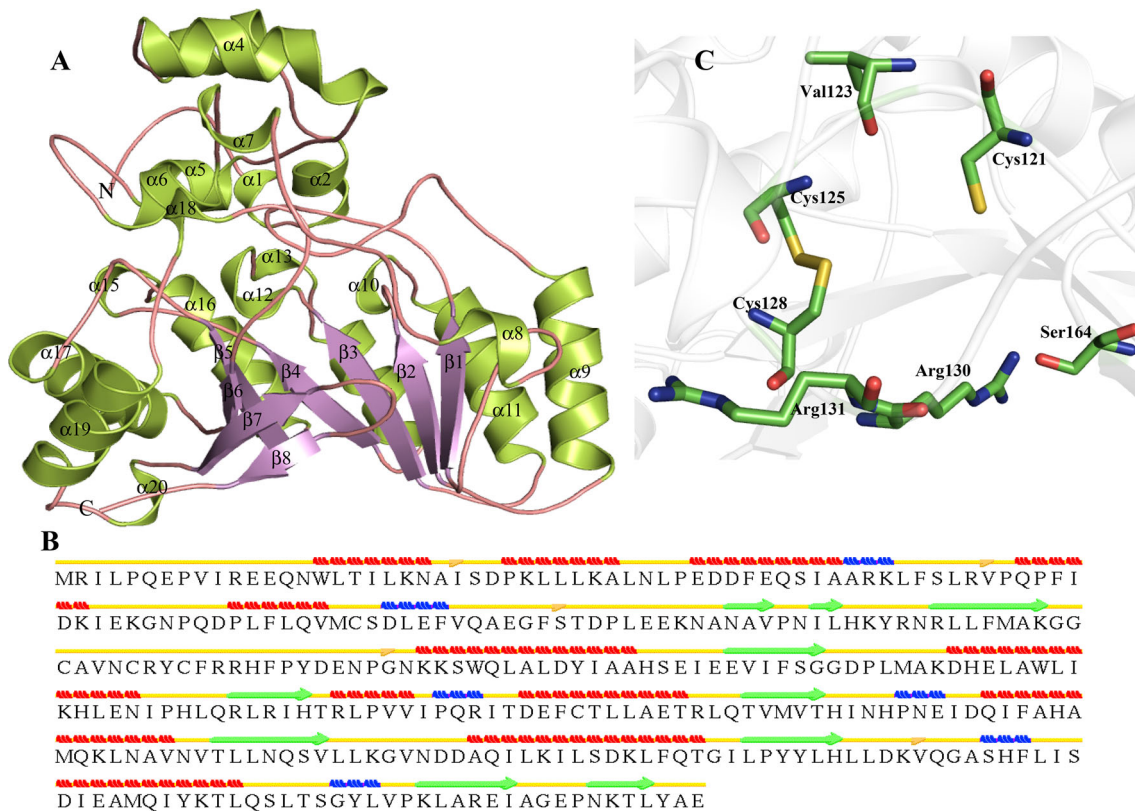 A
α4
α7
N
α6
α5
α1
α2
α18
α13
α15
α16
α12
α10
α17
β5
β4
β3
β2
β1
α8
α9
β6
α11
β7
α19
β8
α20
C
C
Val123
Cys121
Cys125
Cys128
Ser164
Arg130
Arg131
B
MRILPQEPVIREEQNWLTILKNAISDPKLLLKALNLPEDDFEQSIAARKLFSLRVPQPFI
DKIEKGNPQDPLFLQVMCSDLEFVQAEGFSTDPLEEKNANAVPNILHKYRNRLLFMAKGG
CAVNCRYCFRRHFPYDENPGNKKSWQLALDYIAAHSEIEEVIFSGGDPLMAKDHELAWLI
KHLENIPHLQRLRIHTRLPVVIPQRITDEFCTLLAETRLQTVMVTHINHPNEIDQIFAHA
MQKLNAVNVTLLNQSVLLKGVNDDAQILKILSDKLFQTGILPYYLHLLDKVQGASHFLIS
DIEAMQIYKTLQSLTSGYLVPKLAREIAGEPNKTLYAE